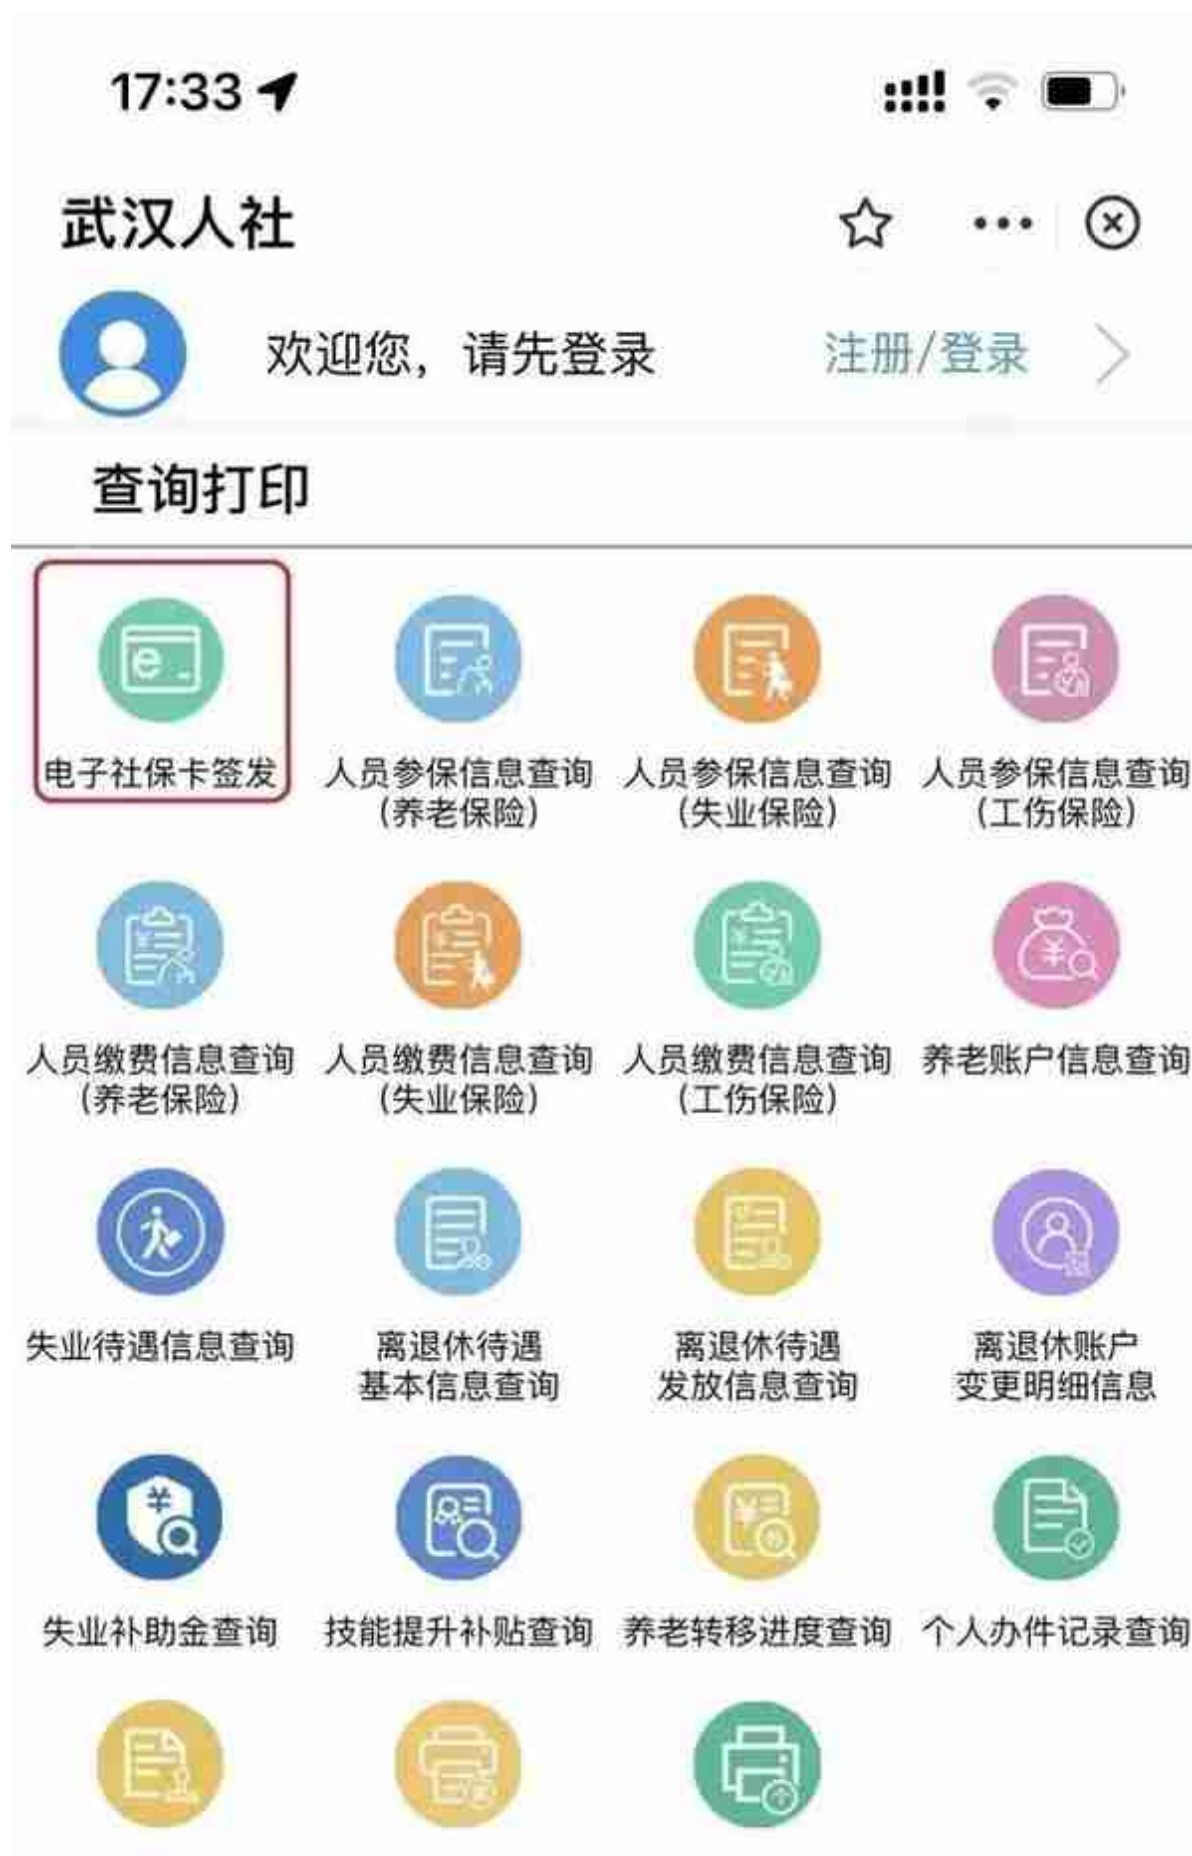 17:33
武汉人社
欢迎您，请先登录 注册/登录
查询打印
电子社保卡签发
人员参保信息查询
(养老保险)
人员参保信息查询
(失业保险)
人员参保信息查询
(工伤保险)
人员缴费信息查询
(养老保险)
人员缴费信息查询
(失业保险)
人员缴费信息查询
(工伤保险)
养老账户信息查询
失业待遇信息查询
离退休待遇
基本信息查询
离退休待遇
发放信息查询
离退休账户
变更明细信息
失业补助金查询
技能提升补贴查询
养老转移进度查询
个人办件记录查询